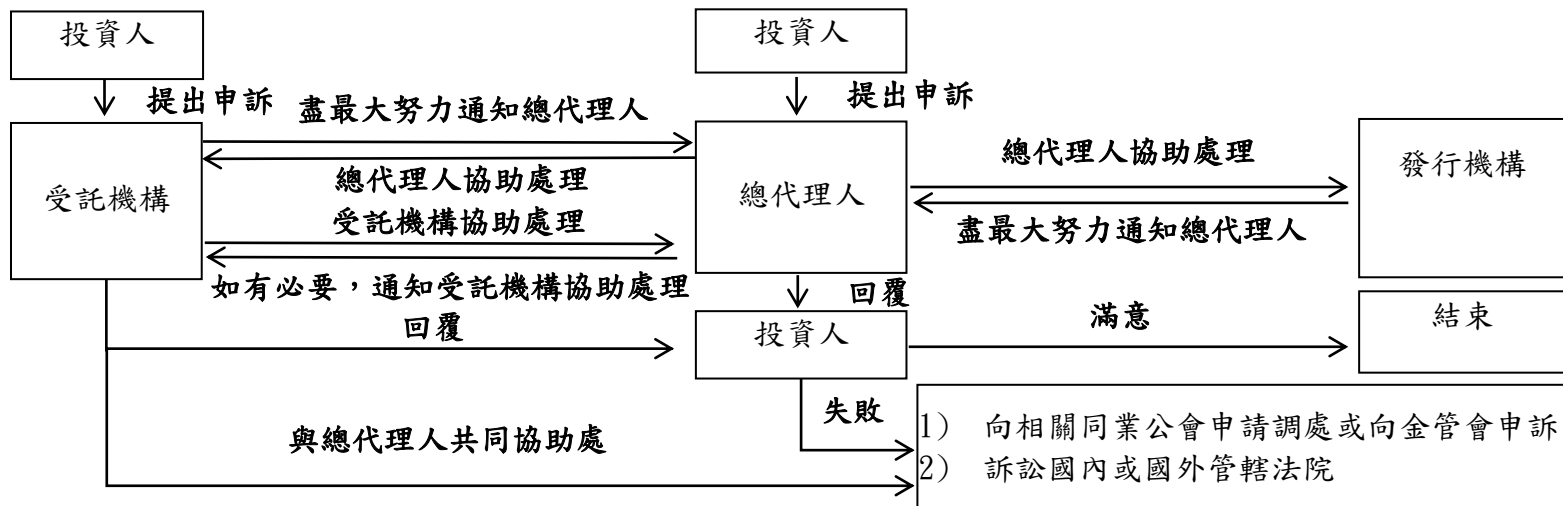 投資人
投資人
提出申訴
提出申訴
盡最大努力通知總代理人
受託機構
總代理人協助處理
受託機構協助處理
總代理人
總代理人協助處理
盡最大努力通知總代理人
發行機構
如有必要，通知受託機構協助處理
回覆
回覆
投資人
滿意
結束
失敗
與總代理人共同協助處
1) 向相關同業公會申請調處或向金管會申訴
2) 訴訟國內或國外管轄法院